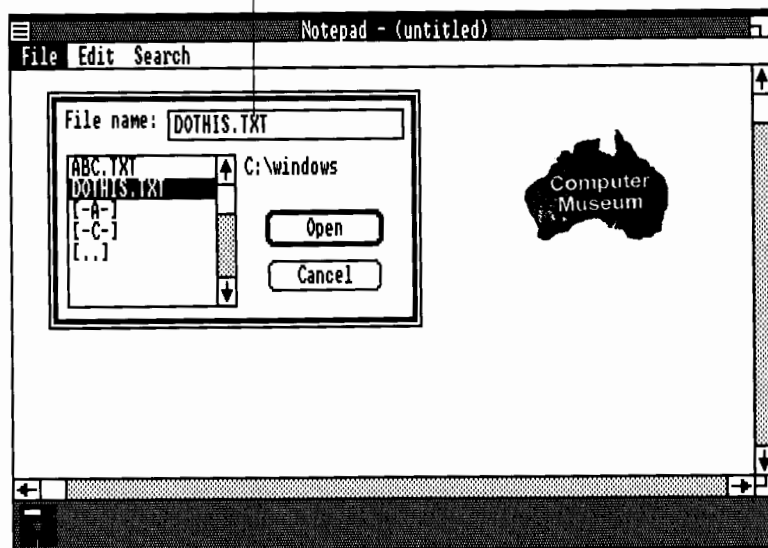 Notepad - (untitled)
File Edit Search
File name: DOTHIS.TXT
ABC.TXT
C:\windows
DOTHIS.TXT
[-A-]
[-C-]
[..]
Open
Cancel
Computer
Museum